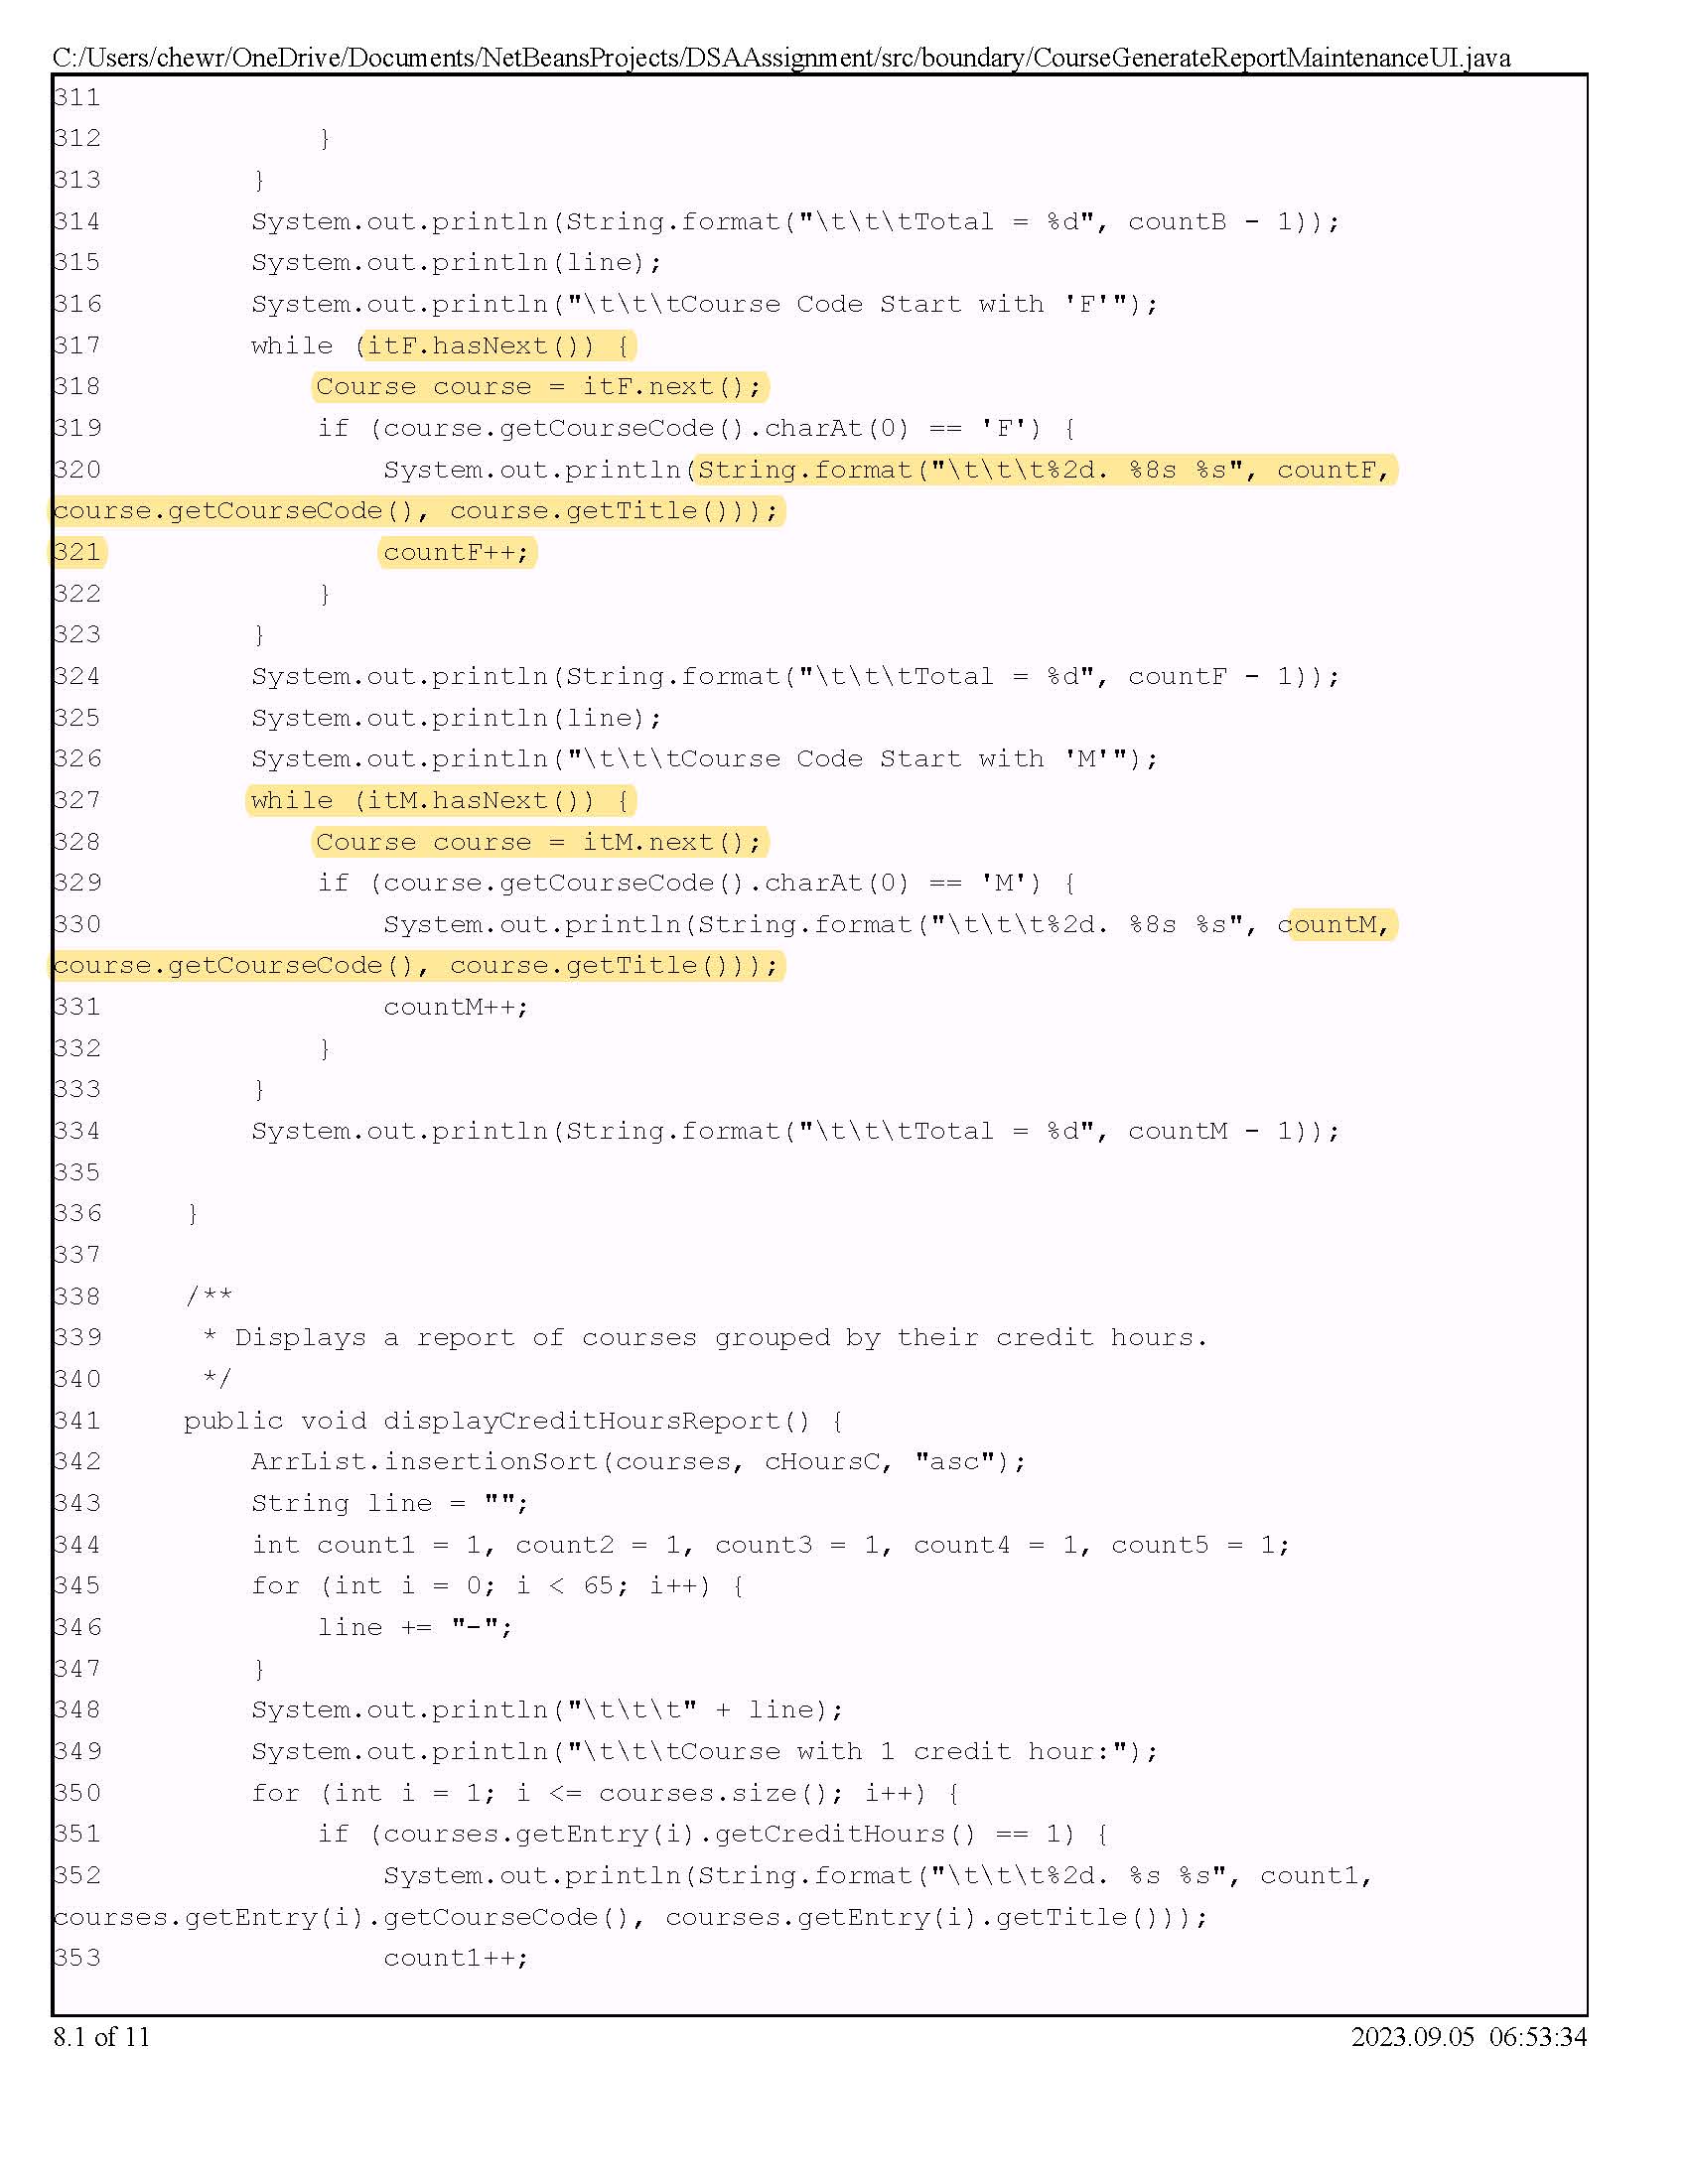 C:/Users/chewr/OneDrive/Documents/NetBeansProjects/DSAAssignment/src/boundary/CourseGenerateReportMaintenanceUI.java
311
312             }
313         }
314         System.out.println(String.format("\t\t\tTotal = %d", countB - 1));
315         System.out.println(line);
316         System.out.println("\t\t\tCourse Code Start with 'F'");
317         while (itF.hasNext()) {
318             Course course = itF.next();
319             if (course.getCourseCode().charAt(0) == 'F') {
320                 System.out.println(String.format("\t\t\t%2d. %8s %s", countF,
course.getCourseCode(), course.getTitle()));
321                 countF++;
322             }
323         }
324         System.out.println(String.format("\t\t\tTotal = %d", countF - 1));
325         System.out.println(line);
326         System.out.println("\t\t\tCourse Code Start with 'M'");
327         while (itM.hasNext()) {
328             Course course = itM.next();
329             if (course.getCourseCode().charAt(0) == 'M') {
330                 System.out.println(String.format("\t\t\t%2d. %8s %s", countM,
course.getCourseCode(), course.getTitle()));
331                 countM++;
332             }
333         }
334         System.out.println(String.format("\t\t\tTotal = %d", countM - 1));
335
336     }
337
338     /**
339      * Displays a report of courses grouped by their credit hours.
340      */
341     public void displayCreditHoursReport() {
342         ArrList.insertionSort(courses, cHoursC, "asc");
343         String line = "";
344         int count1 = 1, count2 = 1, count3 = 1, count4 = 1, count5 = 1;
345         for (int i = 0; i < 65; i++) {
346             line += "-";
347         }
348         System.out.println("\t\t\t" + line);
349         System.out.println("\t\t\tCourse with 1 credit hour:");
350         for (int i = 1; i <= courses.size(); i++) {
351             if (courses.getEntry(i).getCreditHours() == 1) {
352                 System.out.println(String.format("\t\t\t%2d. %s %s", count1,
courses.getEntry(i).getCourseCode(), courses.getEntry(i).getTitle()));
353                 count1++;
8.1 of 11
2023.09.05 06:53:34